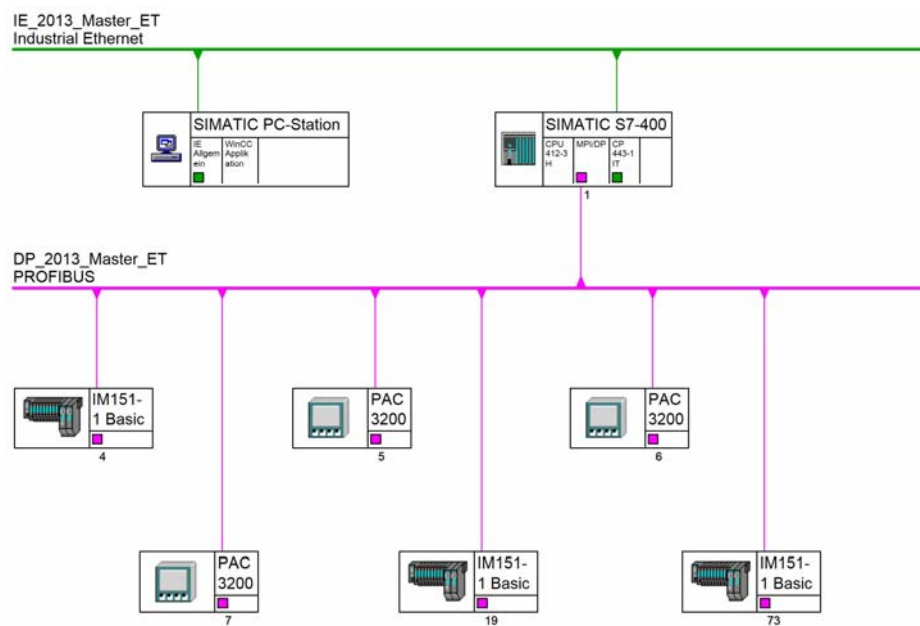 IE_2013_Master_ET
Industrial Ethernet
SIMATIC PC-Station
IE
Allgem
ein
WinCC
Applik
ation
SIMATIC S7-400
CPU
412-3
H
MPI/DP
CP
443-1
IT
1
DP_2013_Master_ET
PROFIBUS
IM151-
1 Basic
4
PAC
3200
5
PAC
3200
6
PAC
3200
7
IM151-
1 Basic
19
IM151-
1 Basic
73